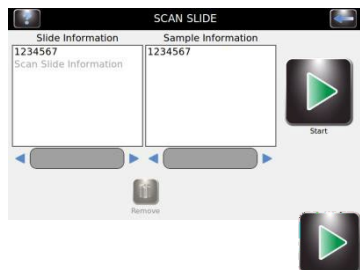 SCAN SLIDE
Slide Information
Sample Information
1234567
Scan Slide Information
1234567
Start
Remove